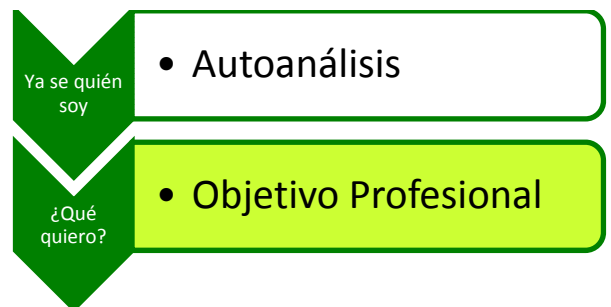 Ya se quién
soy
• Autoanálisis
¿Qué
quiero?
• Objetivo Profesional